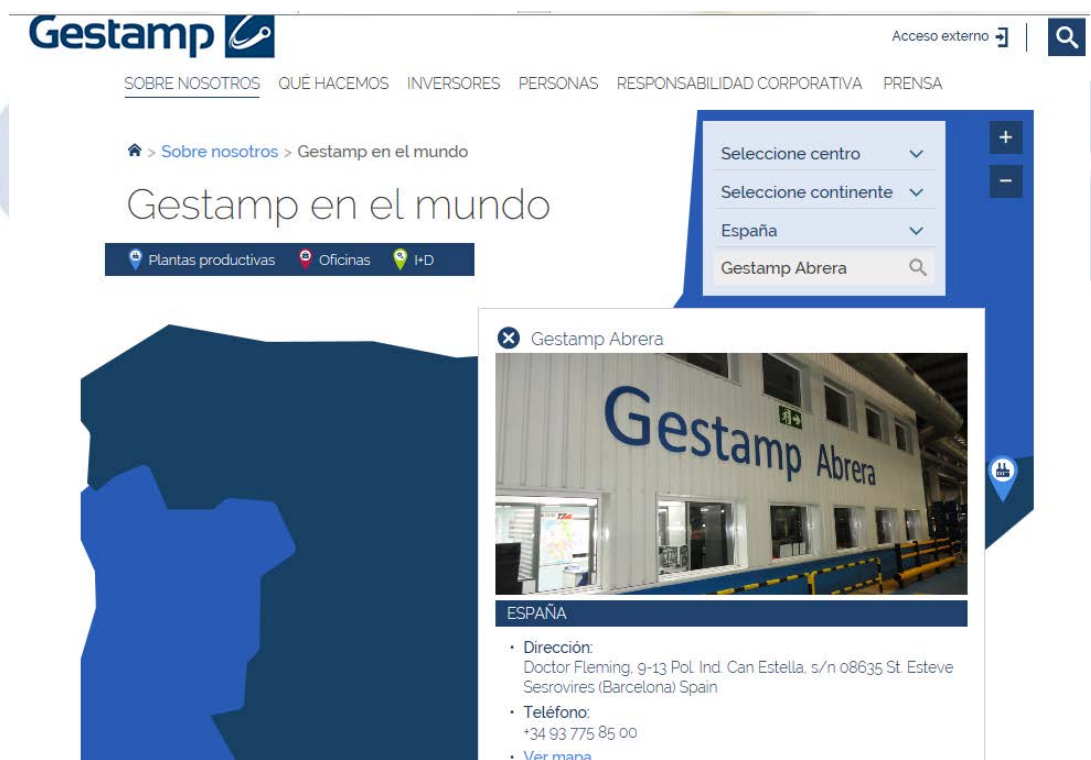 Gestamp
Acceso externo
SOBRE NOSOTROS QUÉ HACEMOS INVERSORES PERSONAS RESPONSABILIDAD CORPORATIVA PRENSA
> Sobre nosotros > Gestamp en el mundo
Gestamp en el mundo
Plantas productivas Oficinas I+D
Seleccione centro
Seleccione continente
España
Gestamp Abrera
+
−
Gestamp Abrera
Gestamp Abrera
ESPAÑA
• Dirección:
Doctor Fleming, 9-13 Pol. Ind. Can Estella, s/n 08635 St. Esteve
Sesrovires (Barcelona) Spain
• Teléfono:
+34 93 775 85 00
• Ver mapa